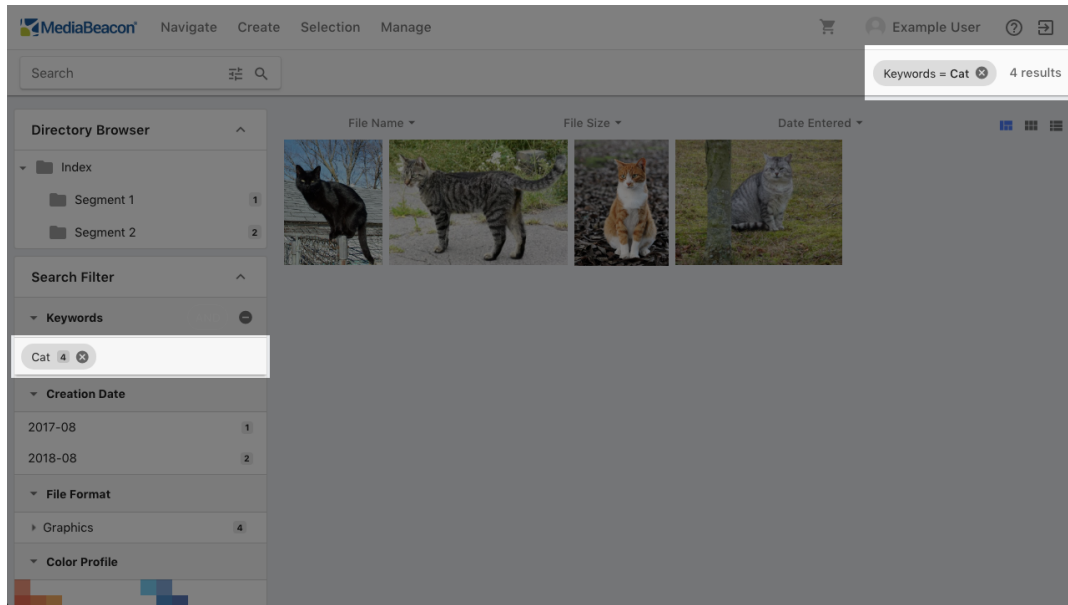 MediaBeacon® Navigate Create Selection Manage Example User
Search
Keywords = Cat 4 results
Directory Browser
File Name File Size Date Entered
Index
Segment 1 1
Segment 2 2
Search Filter
Keywords
Cat 4
Creation Date
2017-08 1
2018-08 2
File Format
Graphics 4
Color Profile